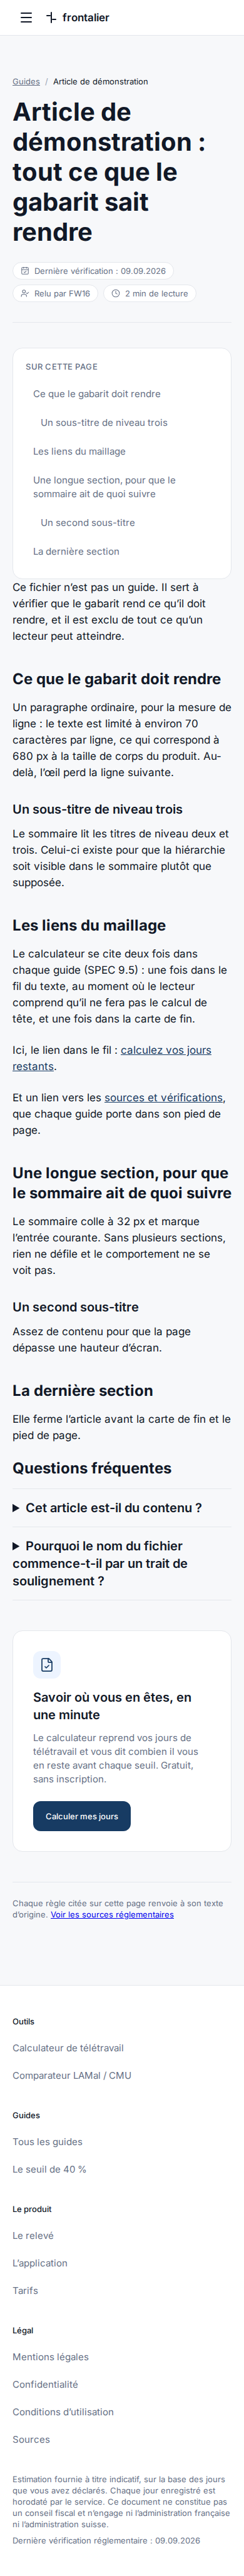 frontalier
Guides / Article de démonstration
Article de
démonstration :
tout ce que le
gabarit sait
rendre
Dernière vérification : 09.09.2026
Relu par FW16
2 min de lecture
SUR CETTE PAGE
Ce que le gabarit doit rendre
Un sous-titre de niveau trois
Les liens du maillage
Une longue section, pour que le
sommaire ait de quoi suivre
Un second sous-titre
La dernière section
Ce fichier n’est pas un guide. Il sert à
vérifier que le gabarit rend ce qu’il doit
rendre, et il est exclu de tout ce qu’un
lecteur peut atteindre.
Ce que le gabarit doit rendre
Un paragraphe ordinaire, pour la mesure de
ligne : le texte est limité à environ 70
caractères par ligne, ce qui correspond à
680 px à la taille de corps du produit. Au-
delà, l’œil perd la ligne suivante.
Un sous-titre de niveau trois
Le sommaire lit les titres de niveau deux et
trois. Celui-ci existe pour que la hiérarchie
soit visible dans le sommaire plutôt que
supposée.
Les liens du maillage
Le calculateur se cite deux fois dans
chaque guide (SPEC 9.5) : une fois dans le
fil du texte, au moment où le lecteur
comprend qu’il ne fera pas le calcul de
tête, et une fois dans la carte de fin.
Ici, le lien dans le fil : calculez vos jours
restants.
Et un lien vers les sources et vérifications,
que chaque guide porte dans son pied de
page.
Une longue section, pour que
le sommaire ait de quoi suivre
Le sommaire colle à 32 px et marque
l’entrée courante. Sans plusieurs sections,
rien ne défile et le comportement ne se
voit pas.
Un second sous-titre
Assez de contenu pour que la page
dépasse une hauteur d’écran.
La dernière section
Elle ferme l’article avant la carte de fin et le
pied de page.
Questions fréquentes
Cet article est-il du contenu ?
Pourquoi le nom du fichier
commence-t-il par un trait de
soulignement ?
Savoir où vous en êtes, en
une minute
Le calculateur reprend vos jours de
télétravail et vous dit combien il vous
en reste avant chaque seuil. Gratuit,
sans inscription.
Calculer mes jours
Chaque règle citée sur cette page renvoie à son texte
d’origine. Voir les sources réglementaires
Outils
Calculateur de télétravail
Comparateur LAMal / CMU
Guides
Tous les guides
Le seuil de 40 %
Le produit
Le relevé
L’application
Tarifs
Légal
Mentions légales
Confidentialité
Conditions d’utilisation
Sources
Estimation fournie à titre indicatif, sur la base des jours
que vous avez déclarés. Chaque jour enregistré est
horodaté par le service. Ce document ne constitue pas
un conseil fiscal et n’engage ni l’administration française
ni l’administration suisse.
Dernière vérification réglementaire : 09.09.2026